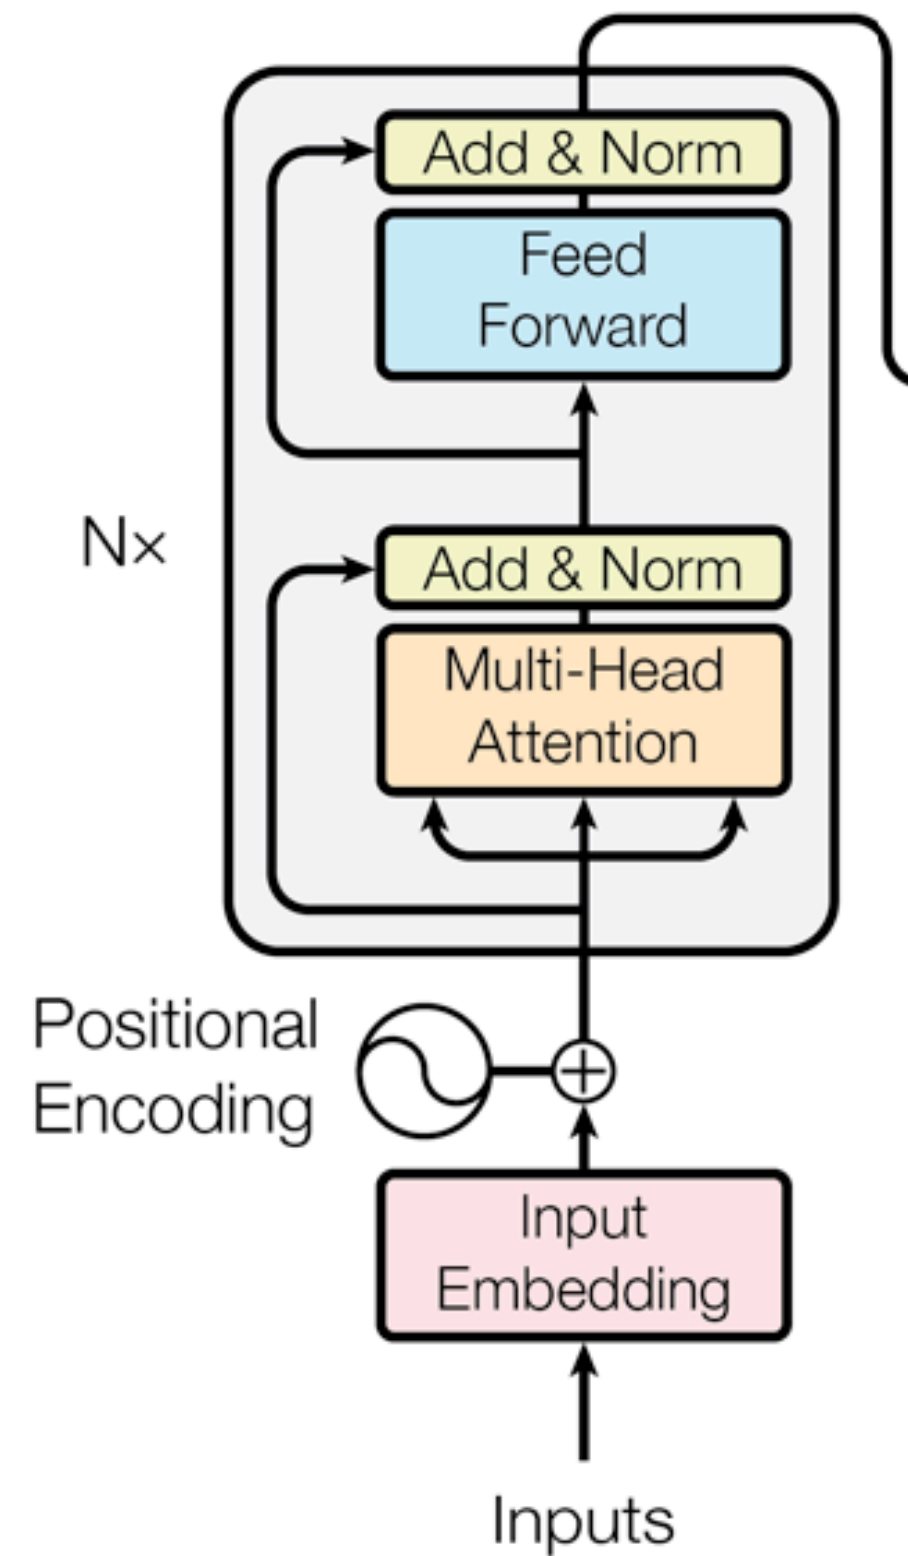 Add & Norm
Feed
Forward
Nx
Add & Norm
Multi-Head
Attention
Positional
Encoding
Input
Embedding
Inputs